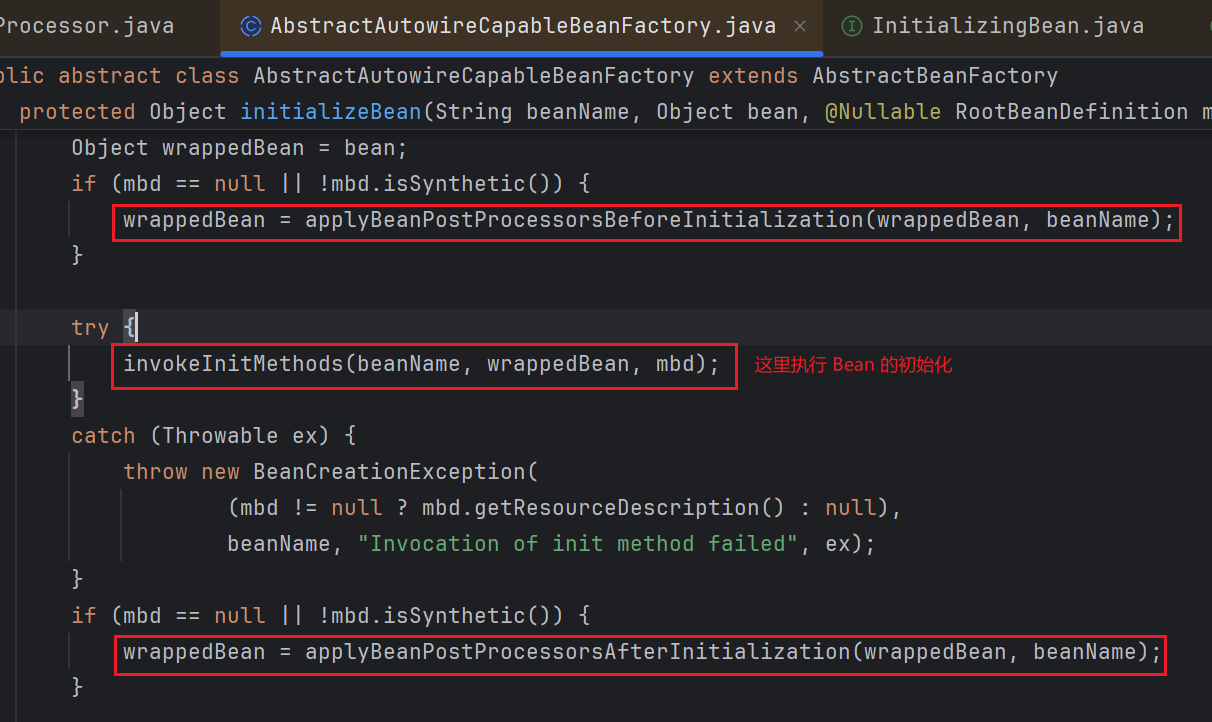 Processor.java AbstractAutowireCapableBeanFactory.java × InitializingBean.java
blic abstract class AbstractAutowireCapableBeanFactory extends AbstractBeanFactory
protected Object initializeBean(String beanName, Object bean, @Nullable RootBeanDefinition m
Object wrappedBean = bean;
if (mbd == null || !mbd.isSynthetic()) {
wrappedBean = applyBeanPostProcessorsBeforeInitialization(wrappedBean, beanName);
}
try {
invokeInitMethods(beanName, wrappedBean, mbd); 这里执行 Bean 的初始化
}
catch (Throwable ex) {
throw new BeanCreationException(
(mbd != null ? mbd.getResourceDescription() : null),
beanName, "Invocation of init method failed", ex);
}
if (mbd == null || !mbd.isSynthetic()) {
wrappedBean = applyBeanPostProcessorsAfterInitialization(wrappedBean, beanName);
}